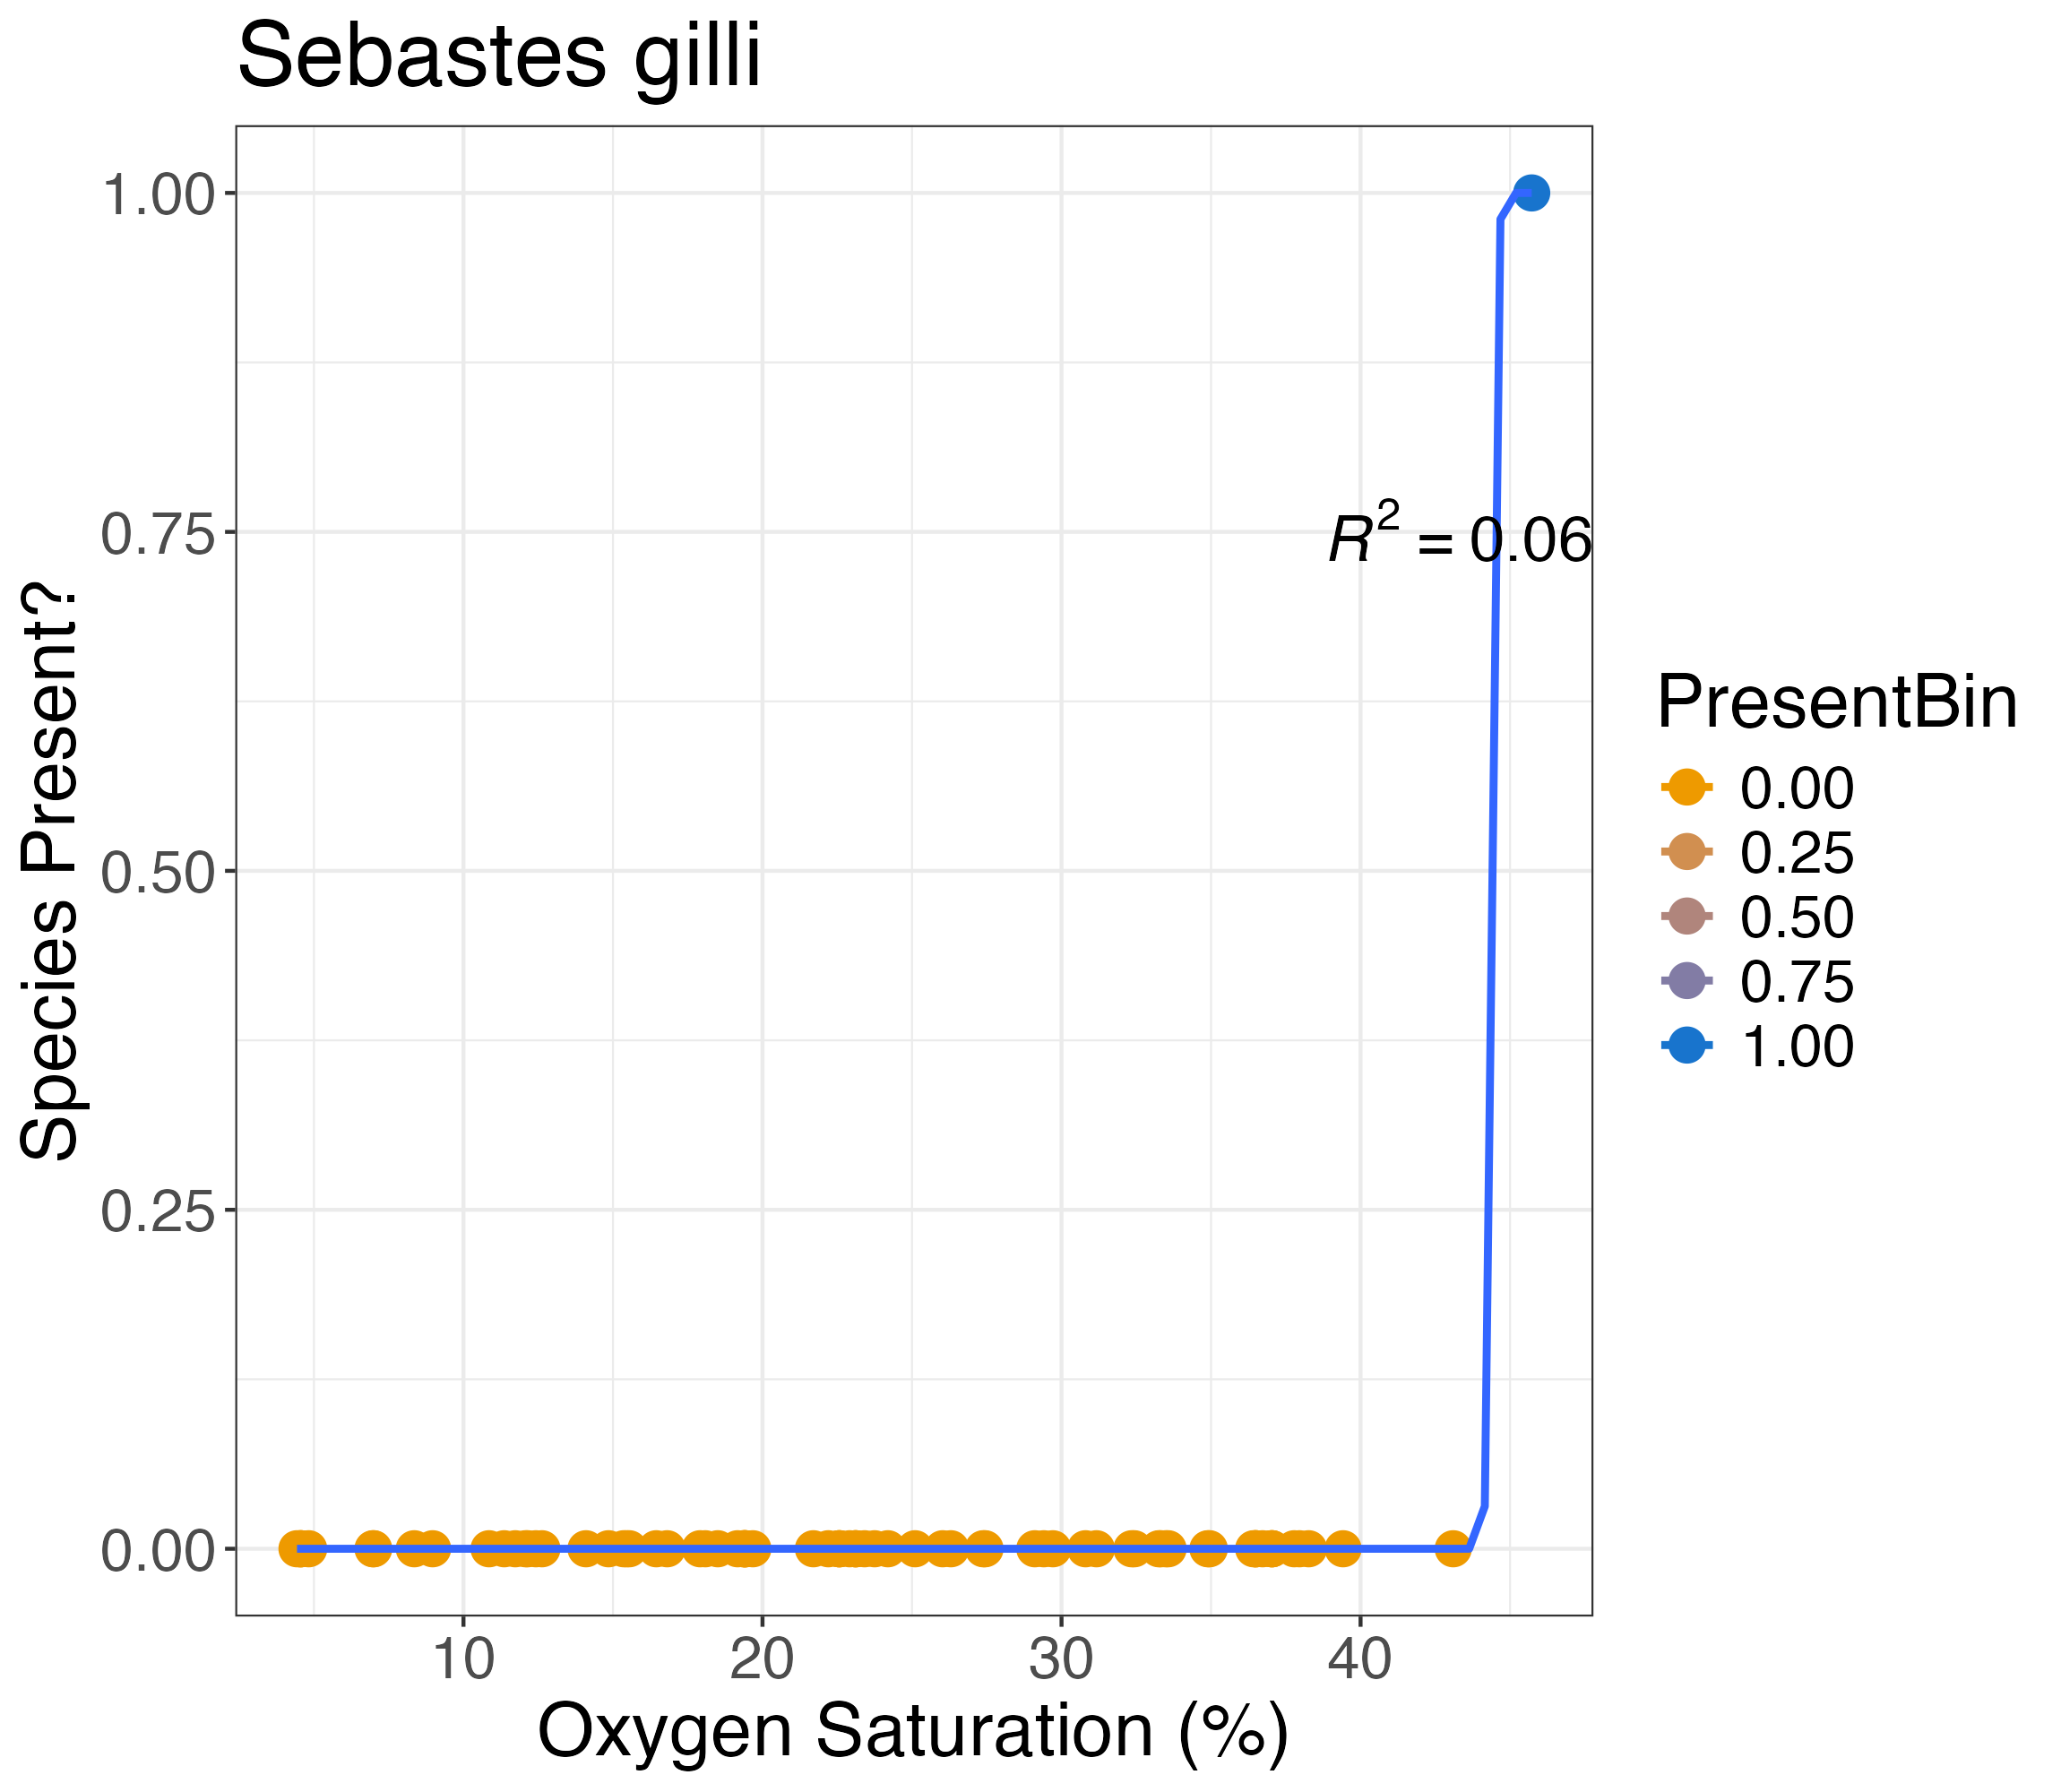 Sebastes gilli
1.00
0.75
0.50
0.25
0.00
Species Present?
R² = 0.06
10 20 30 40
Oxygen Saturation (%)
PresentBin
0.00
0.25
0.50
0.75
1.00